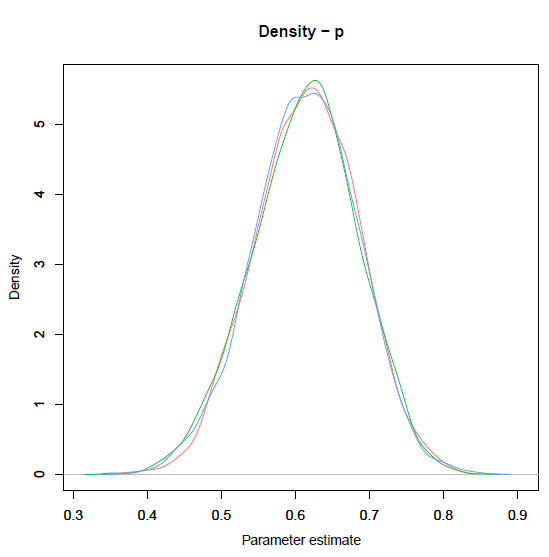 Density − p
Density
0 1 2 3 4 5
0.3 0.4 0.5 0.6 0.7 0.8 0.9
Parameter estimate